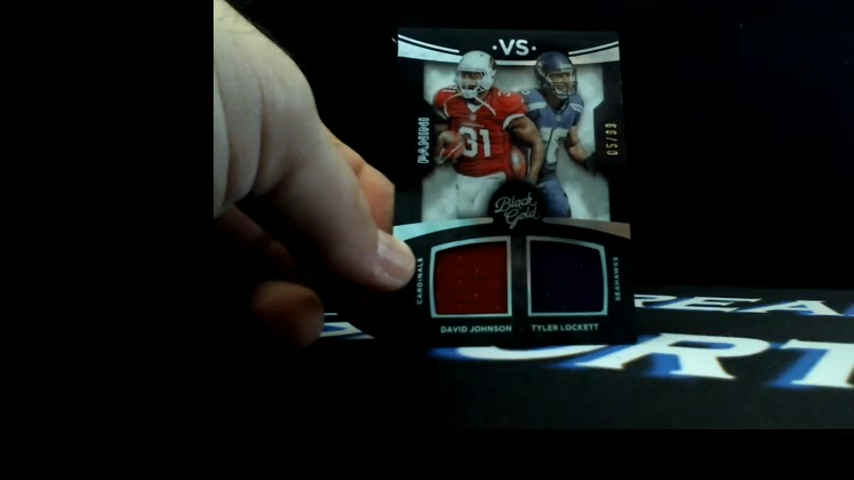 ·VS·
PANINI
31
05/99
Black
Gold
CARDINALS
SEAHAWKS
DAVID JOHNSON
TYLER LOCKETT